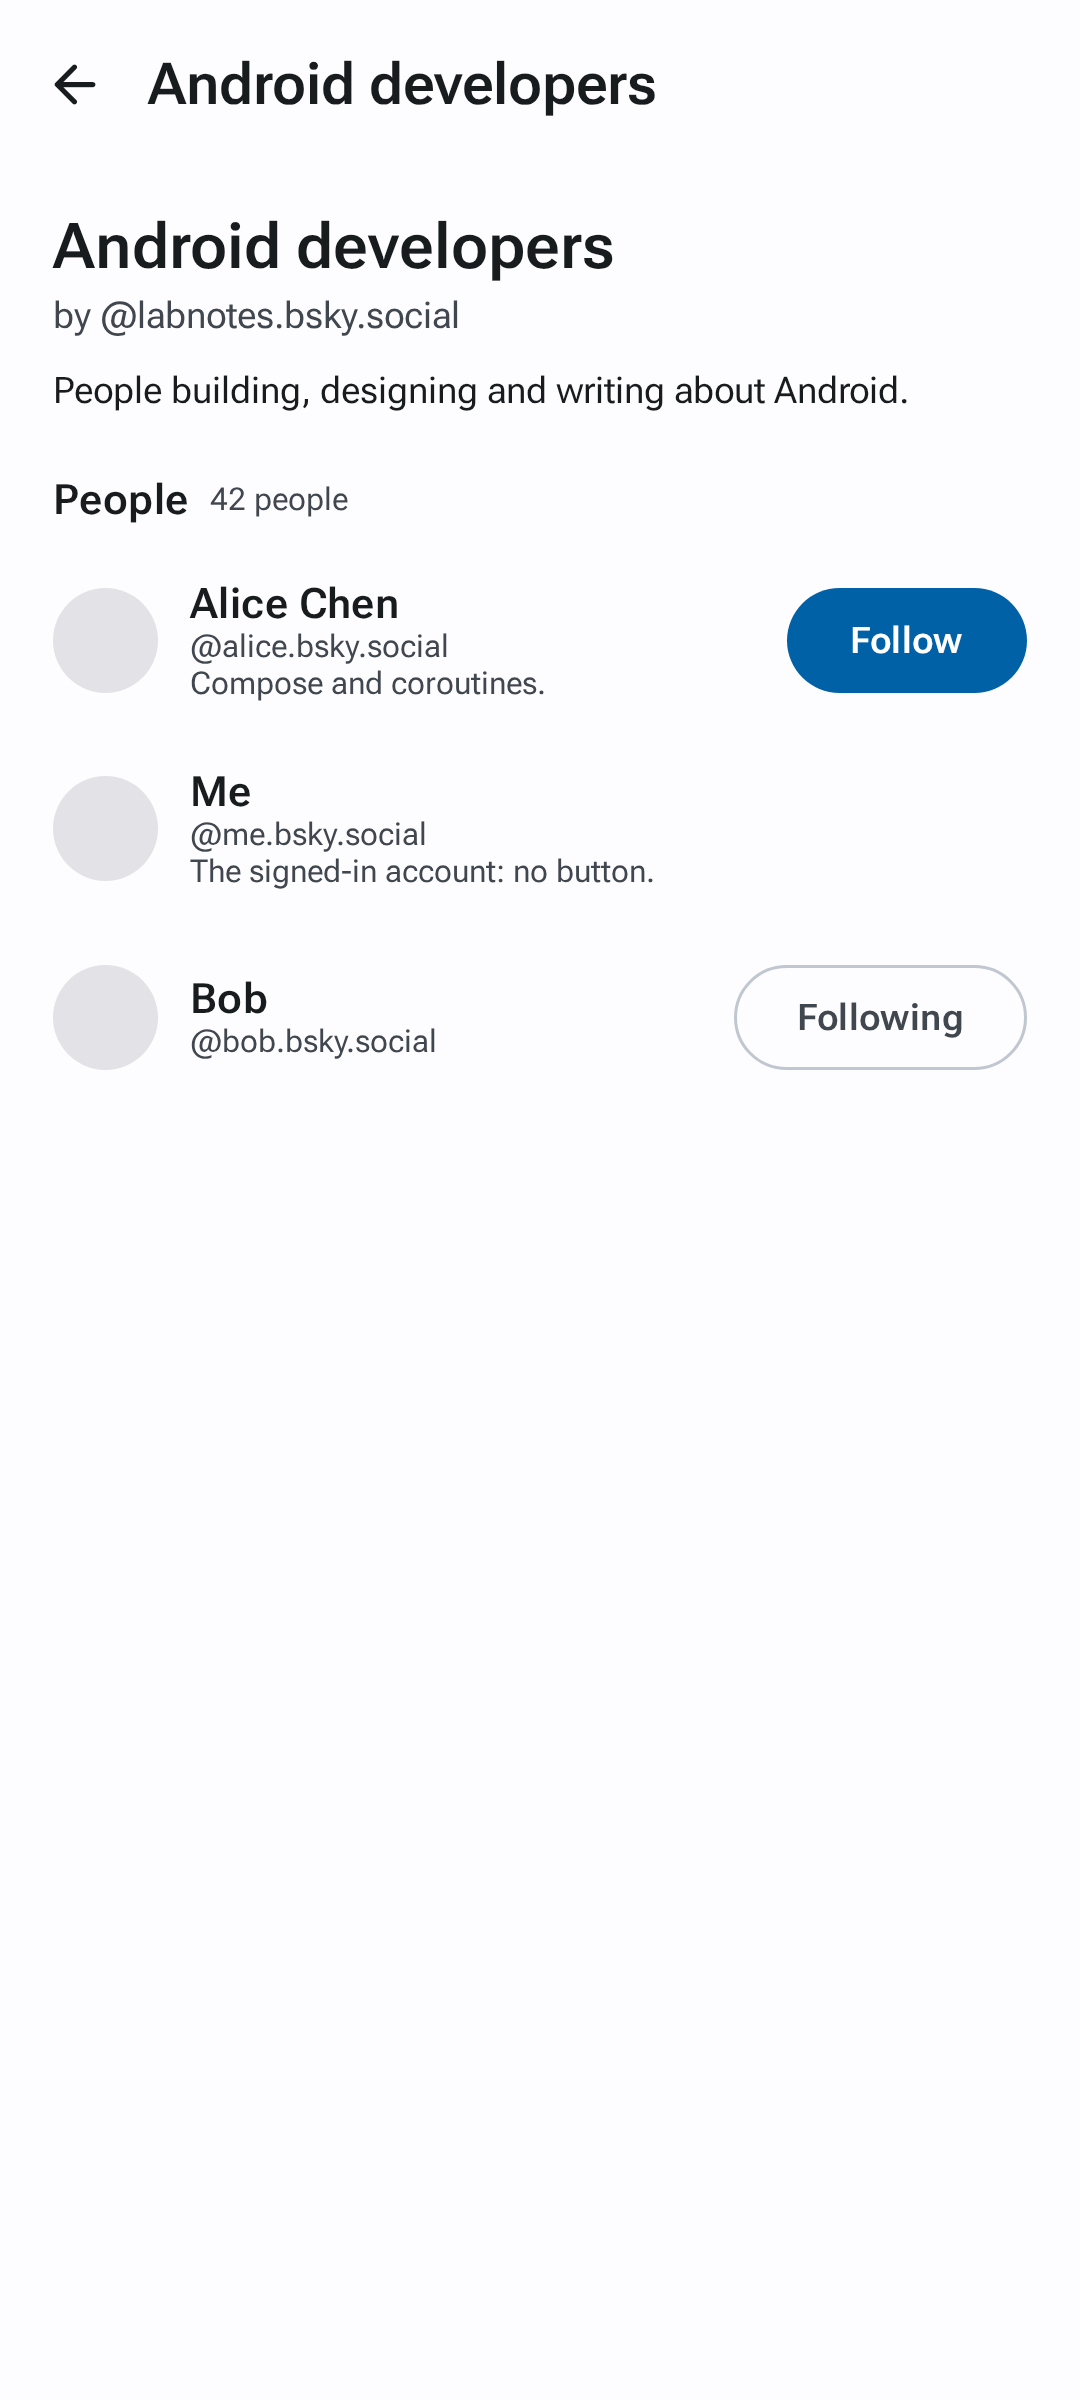 Android developers
Android developers
by @labnotes.bsky.social
People building, designing and writing about Android.
People 42 people
Alice Chen
@alice.bsky.social
Compose and coroutines.
Follow
Me
@me.bsky.social
The signed-in account: no button.
Bob
@bob.bsky.social
Following